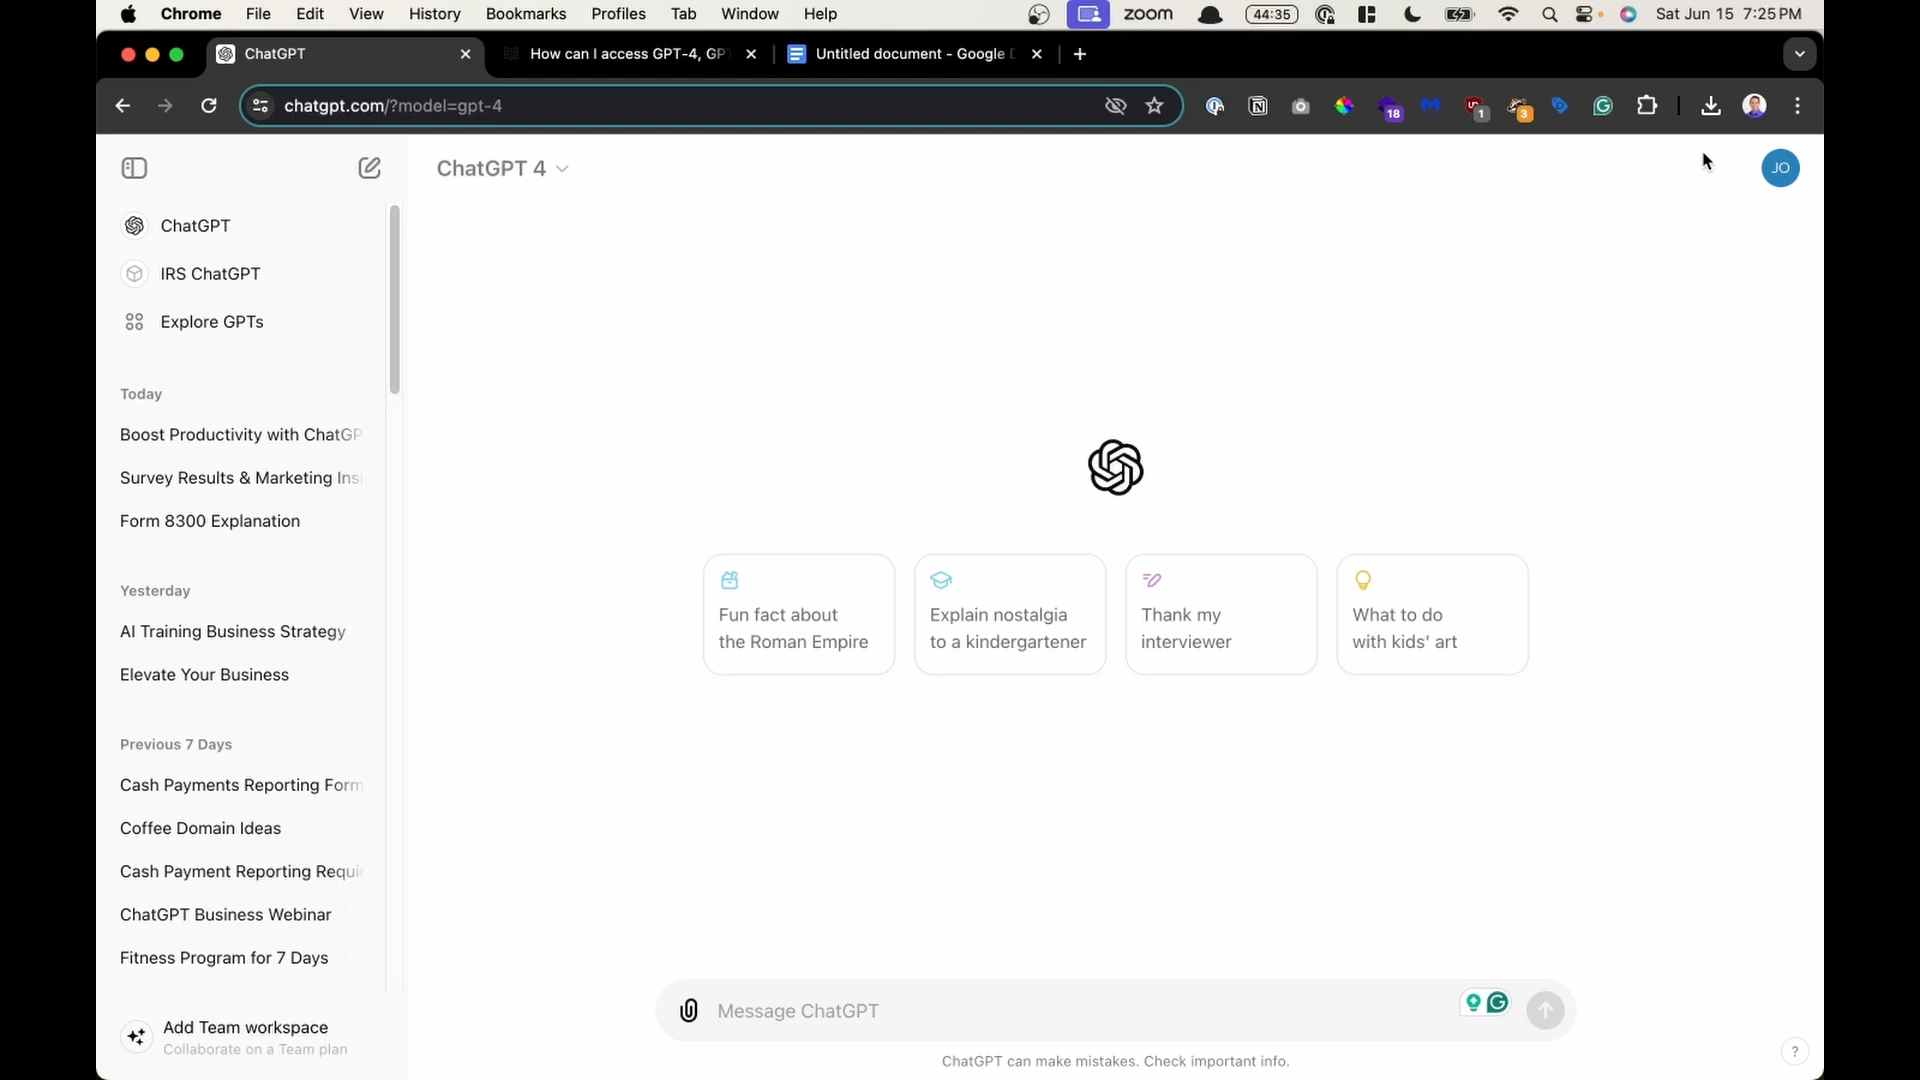 Chrome File Edit View History Bookmarks Profiles Tab Window Help zoom 44:35 Sat Jun 15 7:25 PM
ChatGPT How can I access GPT-4, GP Untitled document - Google
chatgpt.com/?model=gpt-4 18 1 3
ChatGPT 4
JO
ChatGPT
IRS ChatGPT
Explore GPTs
Today
Boost Productivity with ChatGP
Survey Results & Marketing Insi
Form 8300 Explanation
Yesterday
AI Training Business Strategy
Elevate Your Business
Previous 7 Days
Cash Payments Reporting Form
Coffee Domain Ideas
Cash Payment Reporting Requi
ChatGPT Business Webinar
Fitness Program for 7 Days
Add Team workspace
Collaborate on a Team plan
Fun fact about
the Roman Empire
Explain nostalgia
to a kindergartener
Thank my
interviewer
What to do
with kids' art
Message ChatGPT
ChatGPT can make mistakes. Check important info.
?